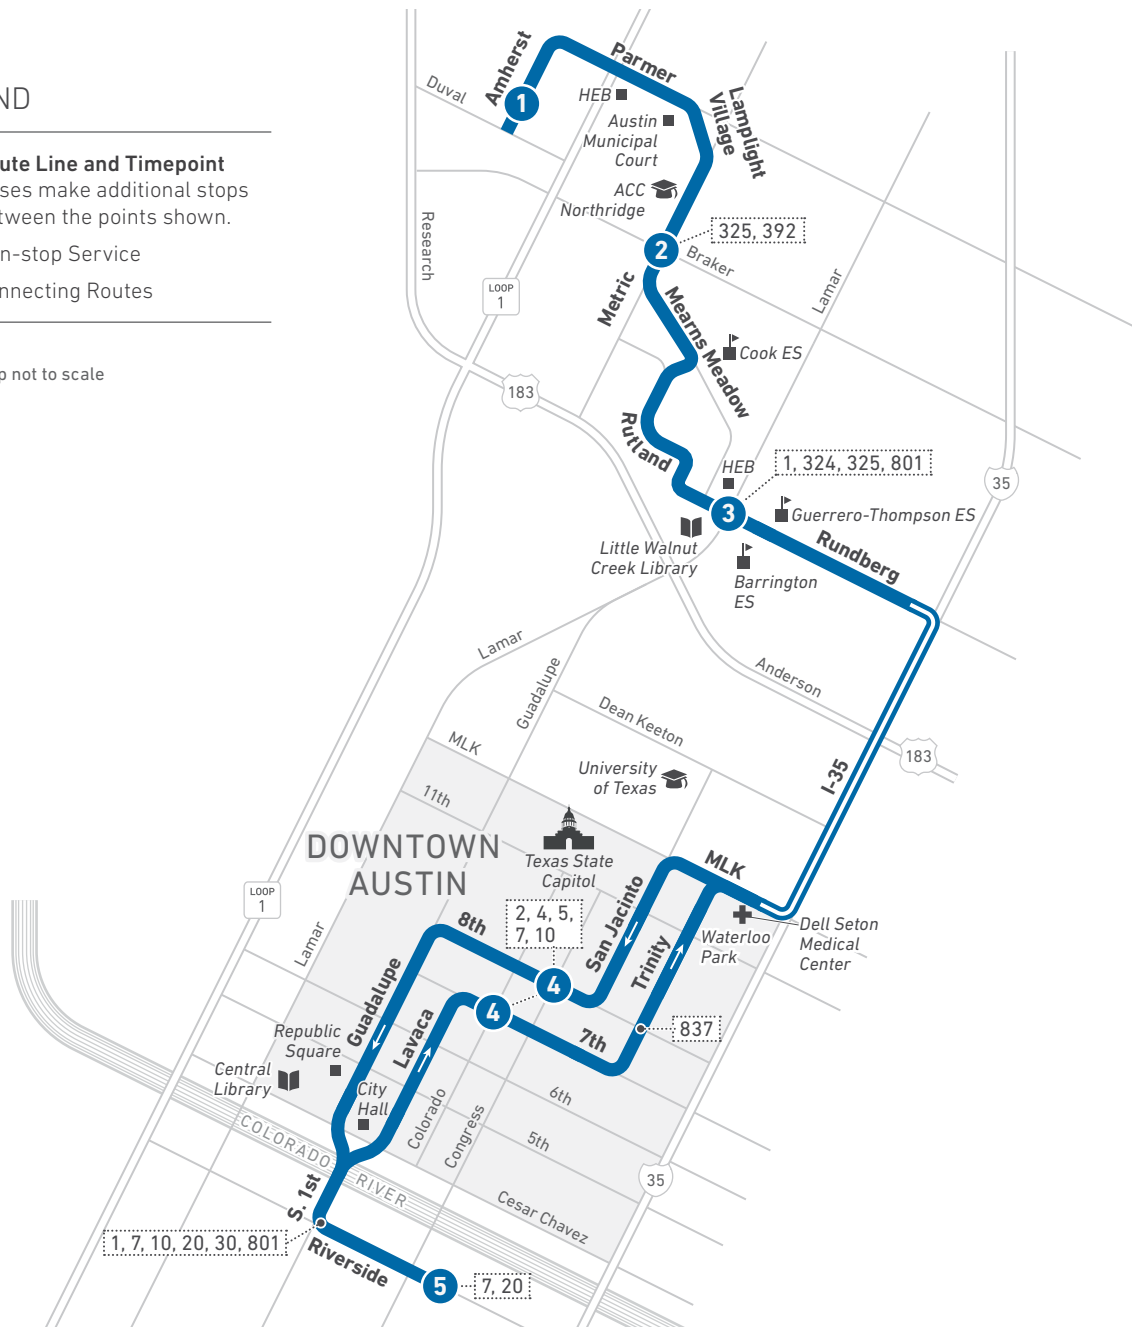 ND
ute Line and Timepoint
ses make additional stops
tween the points shown.
n-stop Service
nnecting Routes
p not to scale
Amherst
Parmer
Duval
1
HEB
Lamplight
Village
Austin
Municipal
Court
ACC
Northridge
Research
2
325, 392
Braker
LOOP
1
Metric
Mearns Meadow
Lamar
Cook ES
183
Rutland
HEB
1, 324, 325, 801
35
3
Guerrero-Thompson ES
Little Walnut
Creek Library
Rundberg
Barrington
ES
Lamar
Guadalupe
Anderson
Dean Keeton
MLK
183
I-35
University
of Texas
11th
DOWNTOWN
AUSTIN
Texas State
Capitol
MLK
LOOP
1
Lamar
8th
2, 4, 5,
7, 10
San Jacinto
Trinity
Waterloo
Park
Dell Seton
Medical
Center
4
4
Guadalupe
Lavaca
7th
837
Republic
Square
Central
Library
City
Hall
Colorado
Congress
6th
5th
COLORADO RIVER
35
S. 1st
Cesar Chavez
1, 7, 10, 20, 30, 801
Riverside
5
7, 20